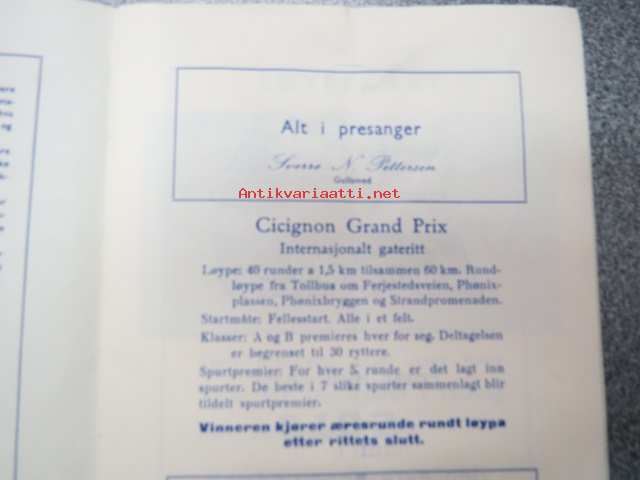 Alt i presanger
Sverre N. Pettersen
Gullsmed
Antikvariaatti.net
Cicignon Grand Prix
Internasjonalt gateritt
Løype: 40 runder a 1,5 km tilsammen 60 km. Rund-
løype fra Tollbua om Ferjestedsveien, Phønix-
plassen, Phønixbryggen og Strandpromenaden.
Startmåte: Fellesstart. Alle i et felt.
Klasser: A og B premieres hver for seg. Deltagelsen
er begrenset til 30 ryttere.
Spurtpremier: For hver 5. runde er det lagt inn
spurter. De beste i 7 slike spurter sammenlagt blir
tildelt spurtpremier.
Vinneren kjører æresrunde rundt løypa
etter rittets slutt.